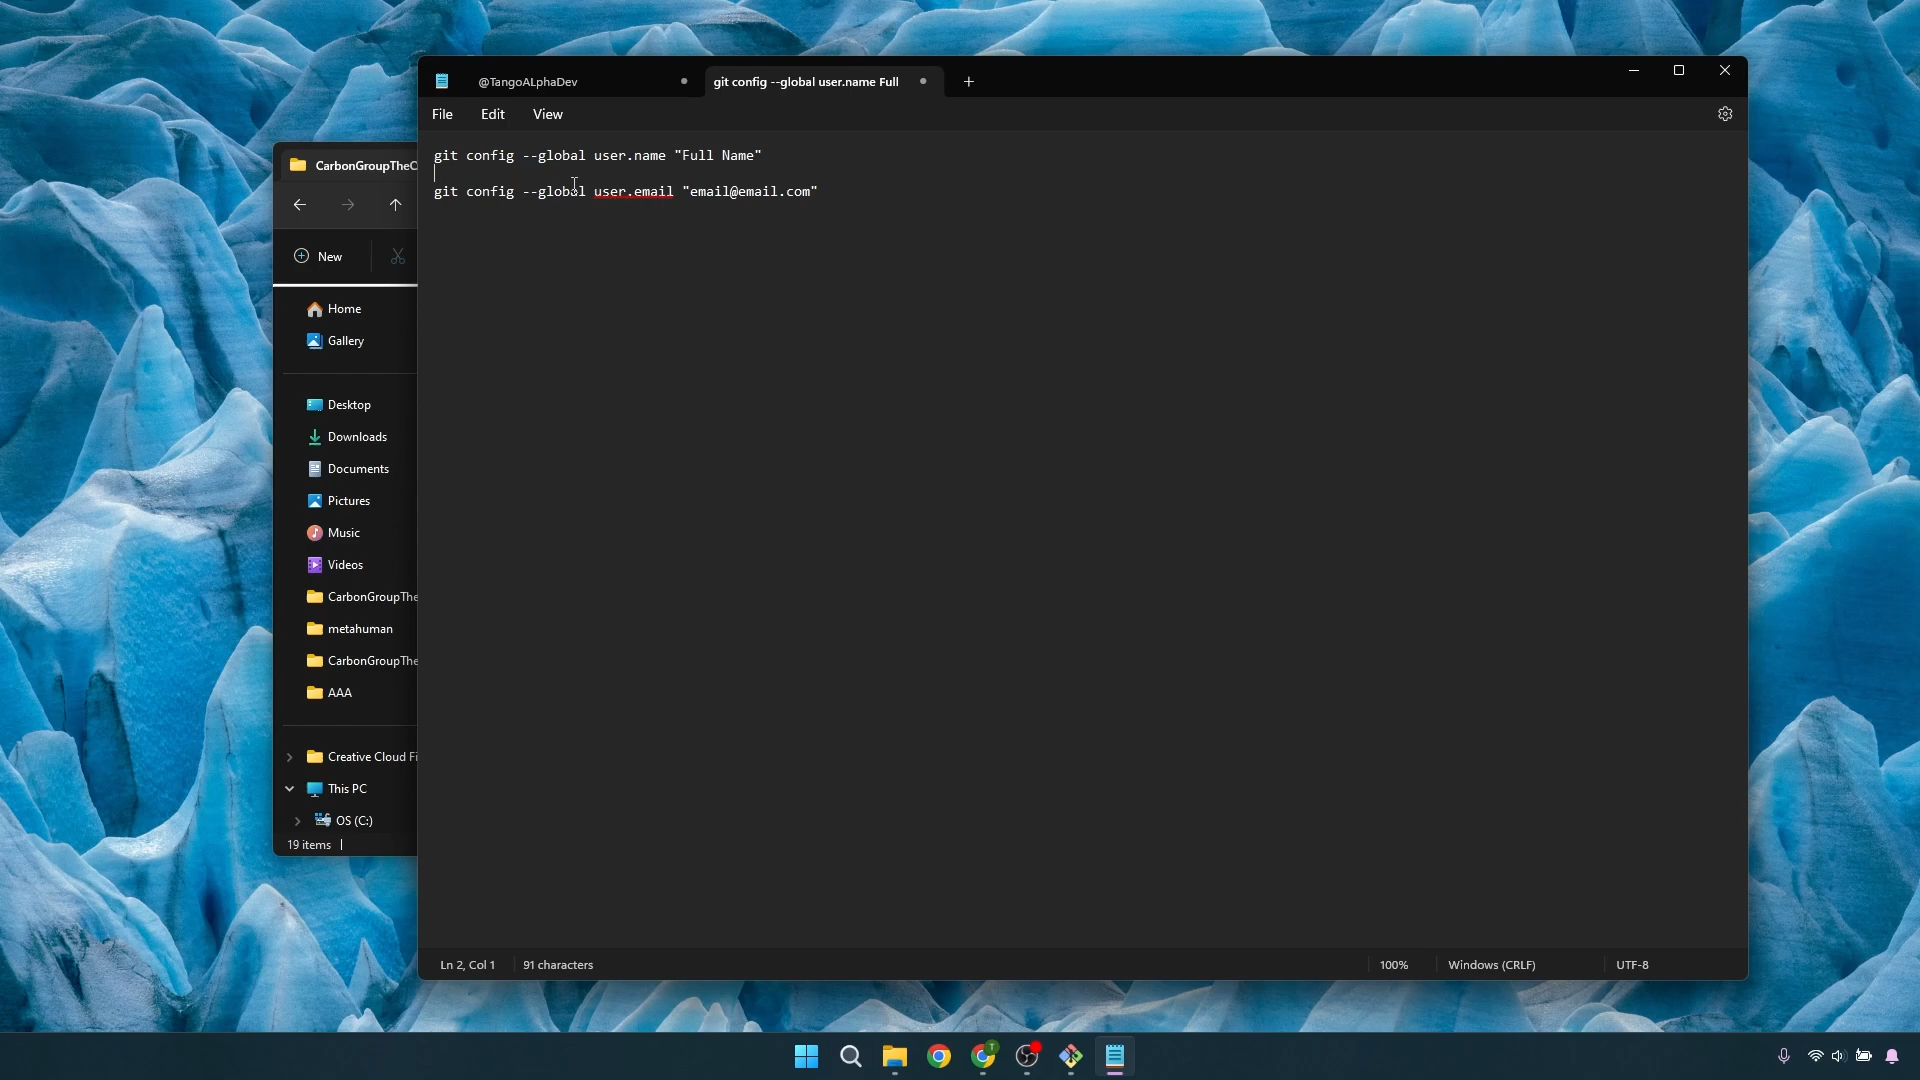 @TangoALphaDev
git config --global user.name Full
File Edit View
git config --global user.name "Full Name"
git config --global user.email "email@email.com"
CarbonGroupTheC
New
Home
Gallery
Desktop
Downloads
Documents
Pictures
Music
Videos
CarbonGroupThe
metahuman
CarbonGroupThe
AAA
Creative Cloud Fi
This PC
OS (C:)
19 items
Ln 2, Col 1 91 characters 100% Windows (CRLF) UTF-8